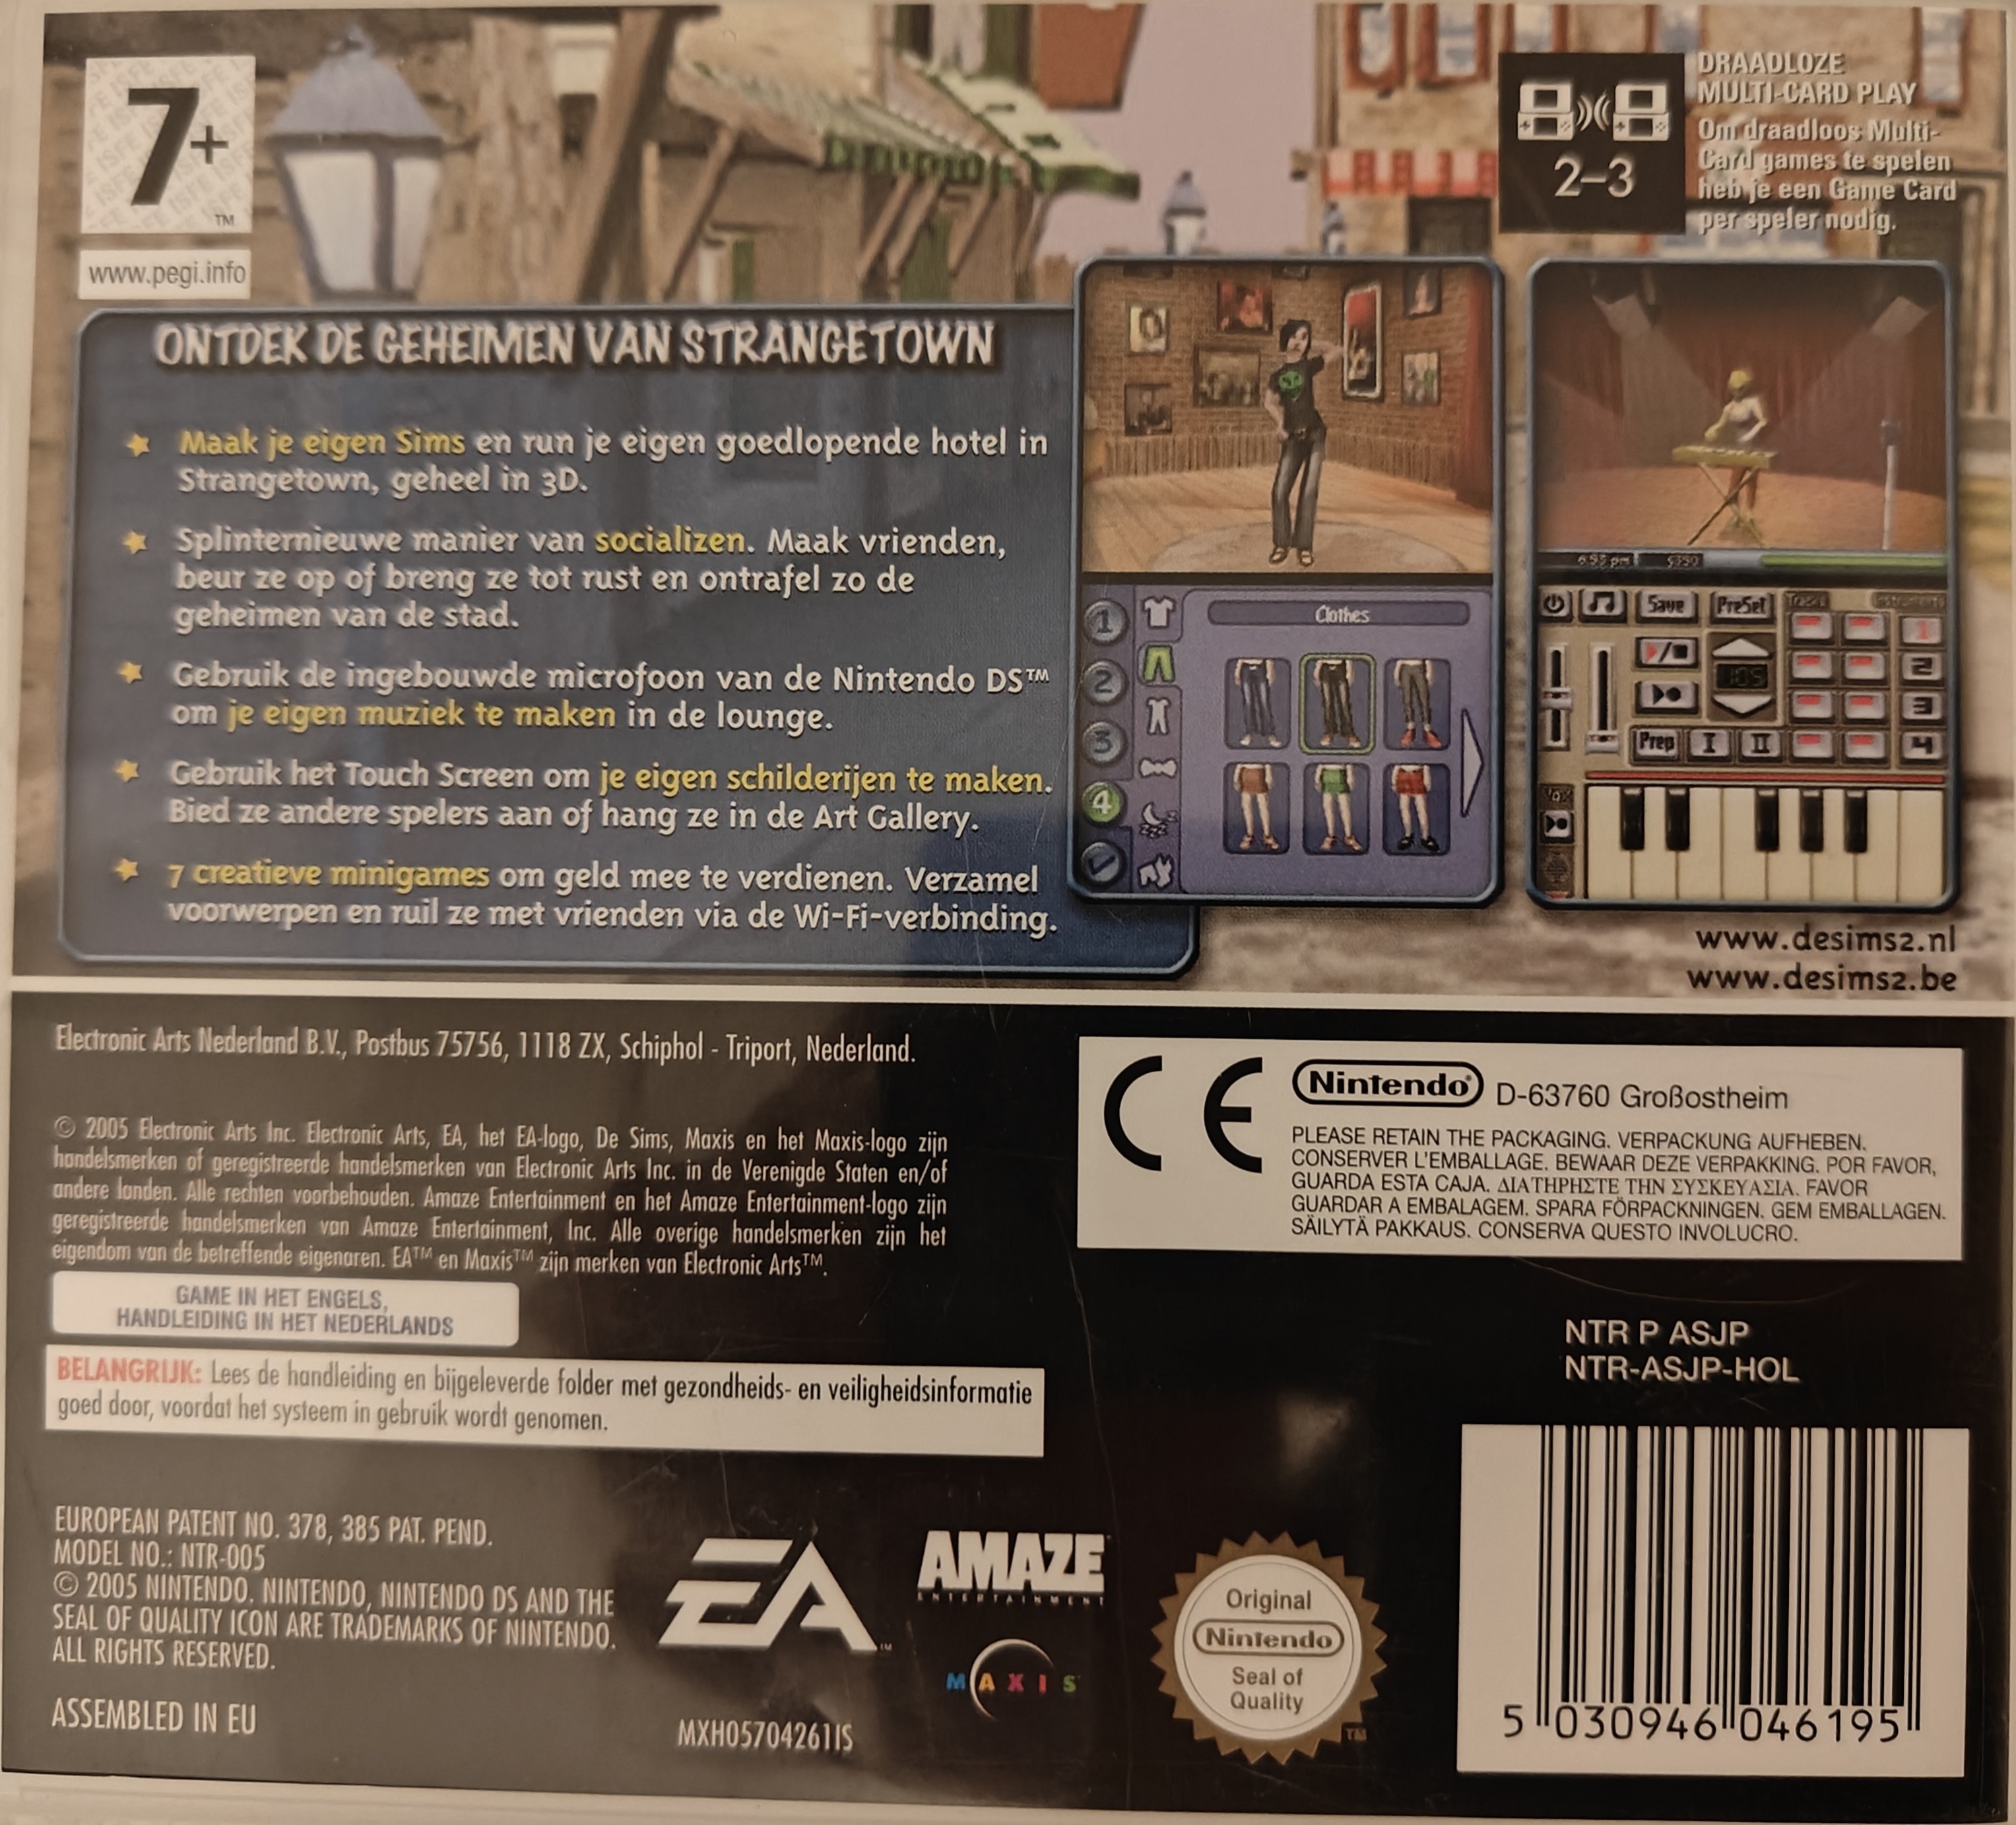 7+
TM
www.pegi.info
DRAADLOZE
MULTI-CARD PLAY
Om draadloos Multi-
Card games te spelen
heb je een Game Card
per speler nodig.
2–3
ONTDEK DE GEHEIMEN VAN STRANGETOWN
Maak je eigen Sims en run je eigen goedlopende hotel in
Strangetown, geheel in 3D.
Splinternieuwe manier van socializen. Maak vrienden,
beur ze op of breng ze tot rust en ontrafel zo de
geheimen van de stad.
Gebruik de ingebouwde microfoon van de Nintendo DS™
om je eigen muziek te maken in de lounge.
Gebruik het Touch Screen om je eigen schilderijen te maken.
Bied ze andere spelers aan of hang ze in de Art Gallery.
7 creatieve minigames om geld mee te verdienen. Verzamel
voorwerpen en ruil ze met vrienden via de Wi-Fi-verbinding.
Clothes
1
2
3
4
Save
PreSet
1
2
3
Prep I II
4
www.desims2.nl
www.desims2.be
Electronic Arts Nederland B.V., Postbus 75756, 1118 ZX, Schiphol - Triport, Nederland.
© 2005 Electronic Arts Inc. Electronic Arts, EA, het EA-logo, De Sims, Maxis en het Maxis-logo zijn
handelsmerken of geregistreerde handelsmerken van Electronic Arts Inc. in de Verenigde Staten en/of
andere landen. Alle rechten voorbehouden. Amaze Entertainment en het Amaze Entertainment-logo zijn
geregistreerde handelsmerken van Amaze Entertainment, Inc. Alle overige handelsmerken zijn het
eigendom van de betreffende eigenaren. EA™ en Maxis™ zijn merken van Electronic Arts™.
GAME IN HET ENGELS,
HANDLEIDING IN HET NEDERLANDS
BELANGRIJK: Lees de handleiding en bijgeleverde folder met gezondheids- en veiligheidsinformatie
goed door, voordat het systeem in gebruik wordt genomen.
CE
Nintendo® D-63760 Großostheim
PLEASE RETAIN THE PACKAGING. VERPACKUNG AUFHEBEN.
CONSERVER L'EMBALLAGE. BEWAAR DEZE VERPAKKING. POR FAVOR,
GUARDA ESTA CAJA. ΔΙΑΤΗΡΗΣΤΕ ΤΗΝ ΣΥΣΚΕΥΑΣΙΑ. FAVOR
GUARDAR A EMBALAGEM. SPARA FÖRPACKNINGEN. GEM EMBALLAGEN.
SÄILYTÄ PAKKAUS. CONSERVA QUESTO INVOLUCRO.
NTR P ASJP
NTR-ASJP-HOL
EUROPEAN PATENT NO. 378, 385 PAT. PEND.
MODEL NO.: NTR-005
© 2005 NINTENDO. NINTENDO, NINTENDO DS AND THE
SEAL OF QUALITY ICON ARE TRADEMARKS OF NINTENDO.
ALL RIGHTS RESERVED.
ASSEMBLED IN EU
EA™
AMAZE
ENTERTAINMENT
MAXIS
MXH05704261IS
Original
Nintendo
Seal of
Quality
TM
5 030946 046195